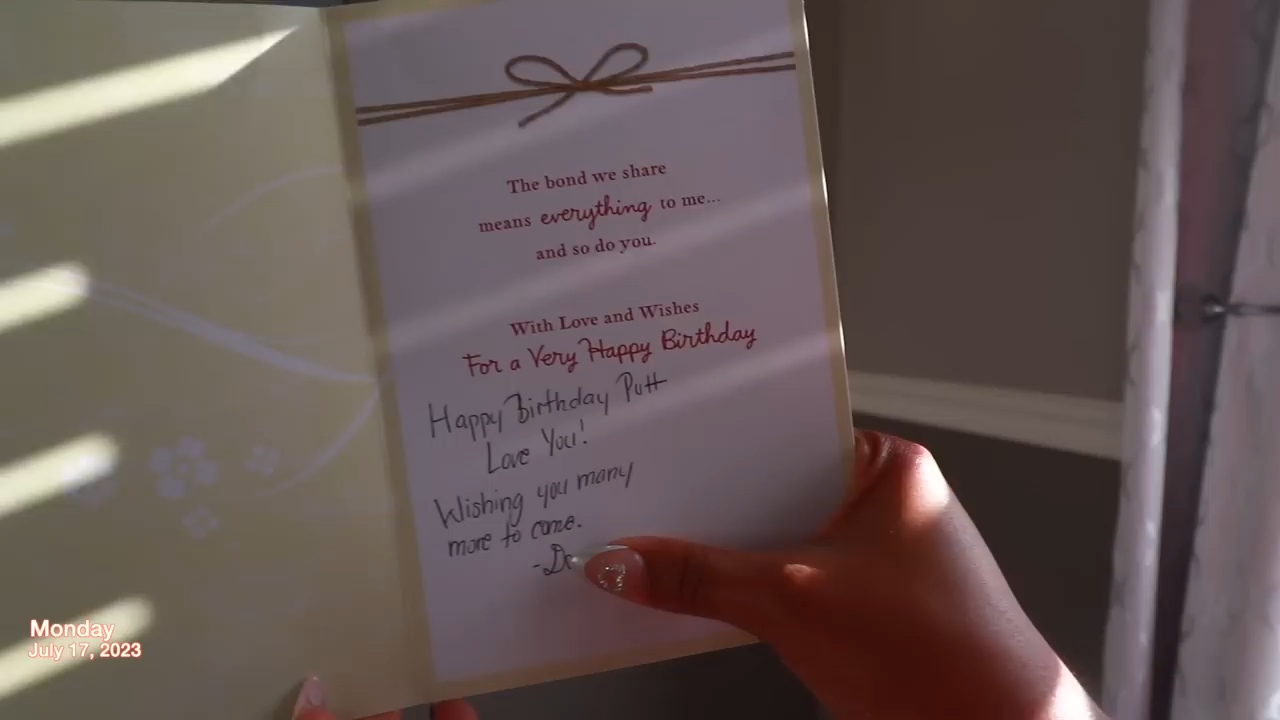 The bond we share
means everything to me...
and so do you.
With Love and Wishes
For a Very Happy Birthday
Happy Birthday Putt
Love You!
Wishing you many
more to come.
Monday
July 17, 2023